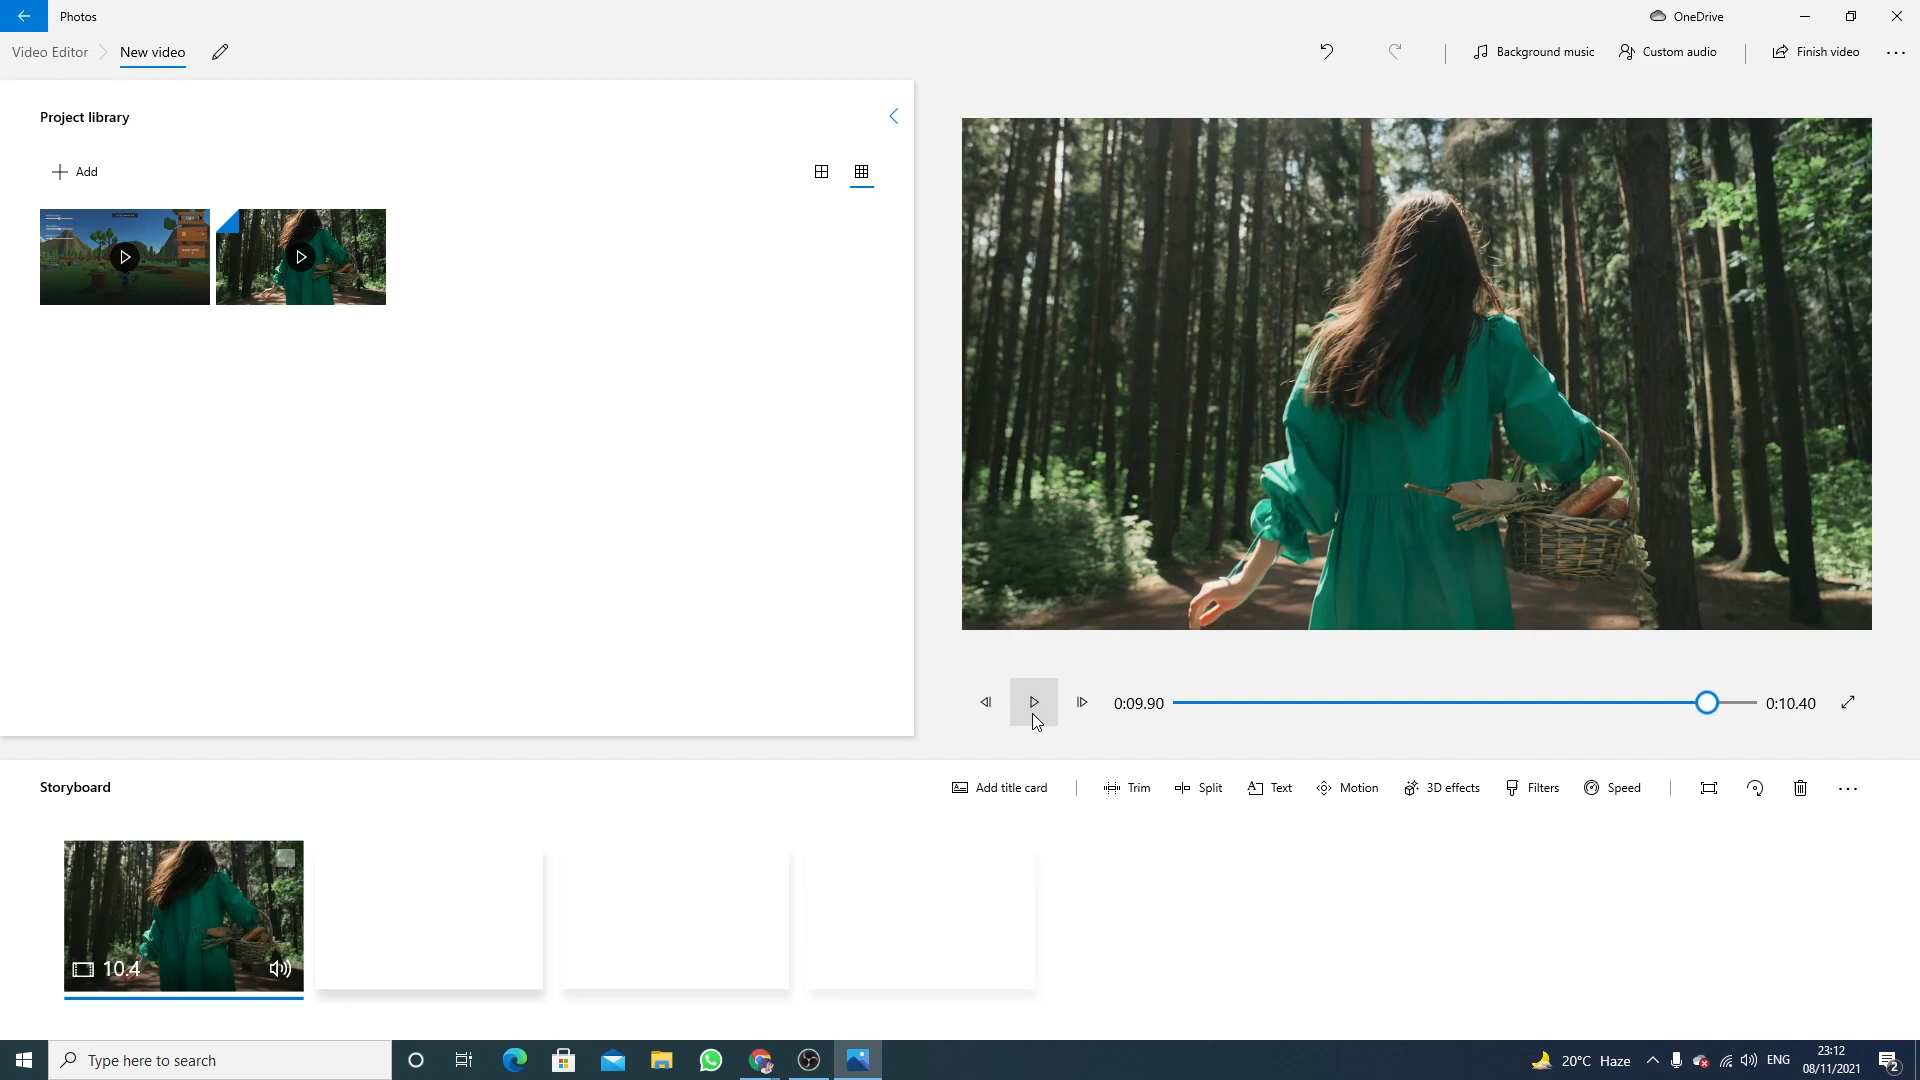 Photos
OneDrive
Video Editor
New video
Background music
Custom audio
Finish video
Project library
Add
0:09.90
0:10.40
Storyboard
Add title card
Trim
Split
Text
Motion
3D effects
Filters
Speed
10.4
Type here to search
20°C Haze
ENG
23:12
08/11/2021
2